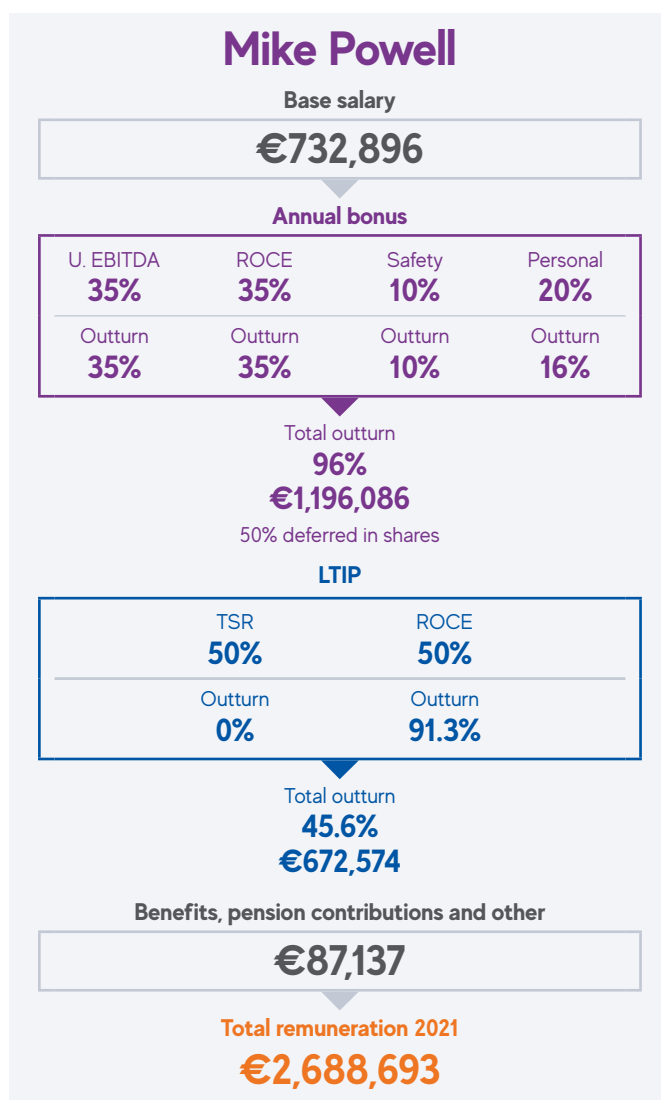 Mike Powell
Base salary
€732,896
Annual bonus
U. EBITDA ROCE Safety Personal
35% 35% 10% 20%
Outturn Outturn Outturn Outturn
35% 35% 10% 16%
Total outturn
96%
€1,196,086
50% deferred in shares
LTIP
TSR ROCE
50% 50%
Outturn Outturn
0% 91.3%
Total outturn
45.6%
€672,574
Benefits, pension contributions and other
€87,137
Total remuneration 2021
€2,688,693